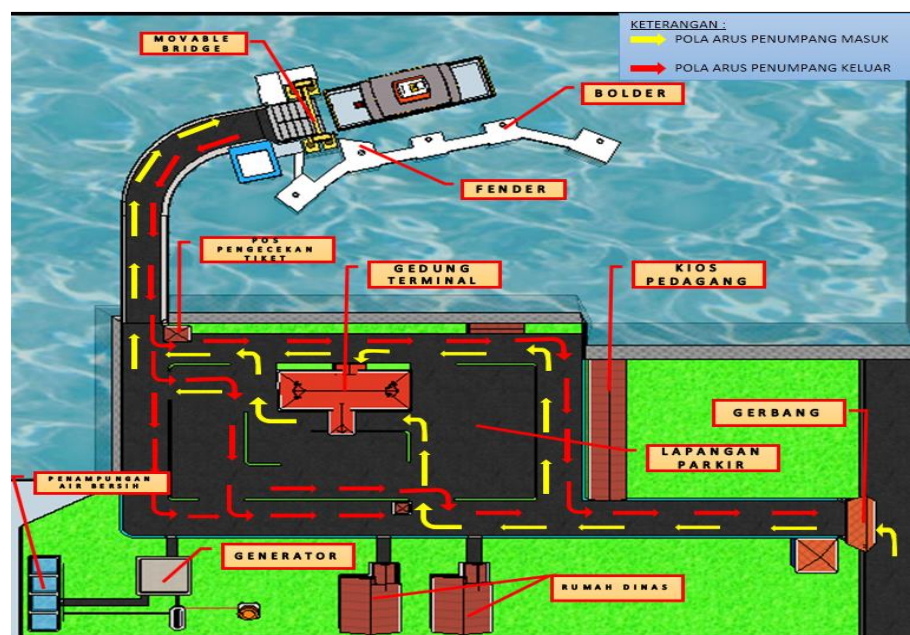 KETERANGAN :
POLA ARUS PENUMPANG MASUK
POLA ARUS PENUMPANG KELUAR
MOVABLE
BRIDGE
BOLDER
FENDER
POS
PENGECEKAN
TIKET
GEDUNG
TERMINAL
KIOS
PEDAGANG
GERBANG
LAPANGAN
PARKIR
PENAMPUNGAN
AIR BERSIH
GENERATOR
RUMAH DINAS